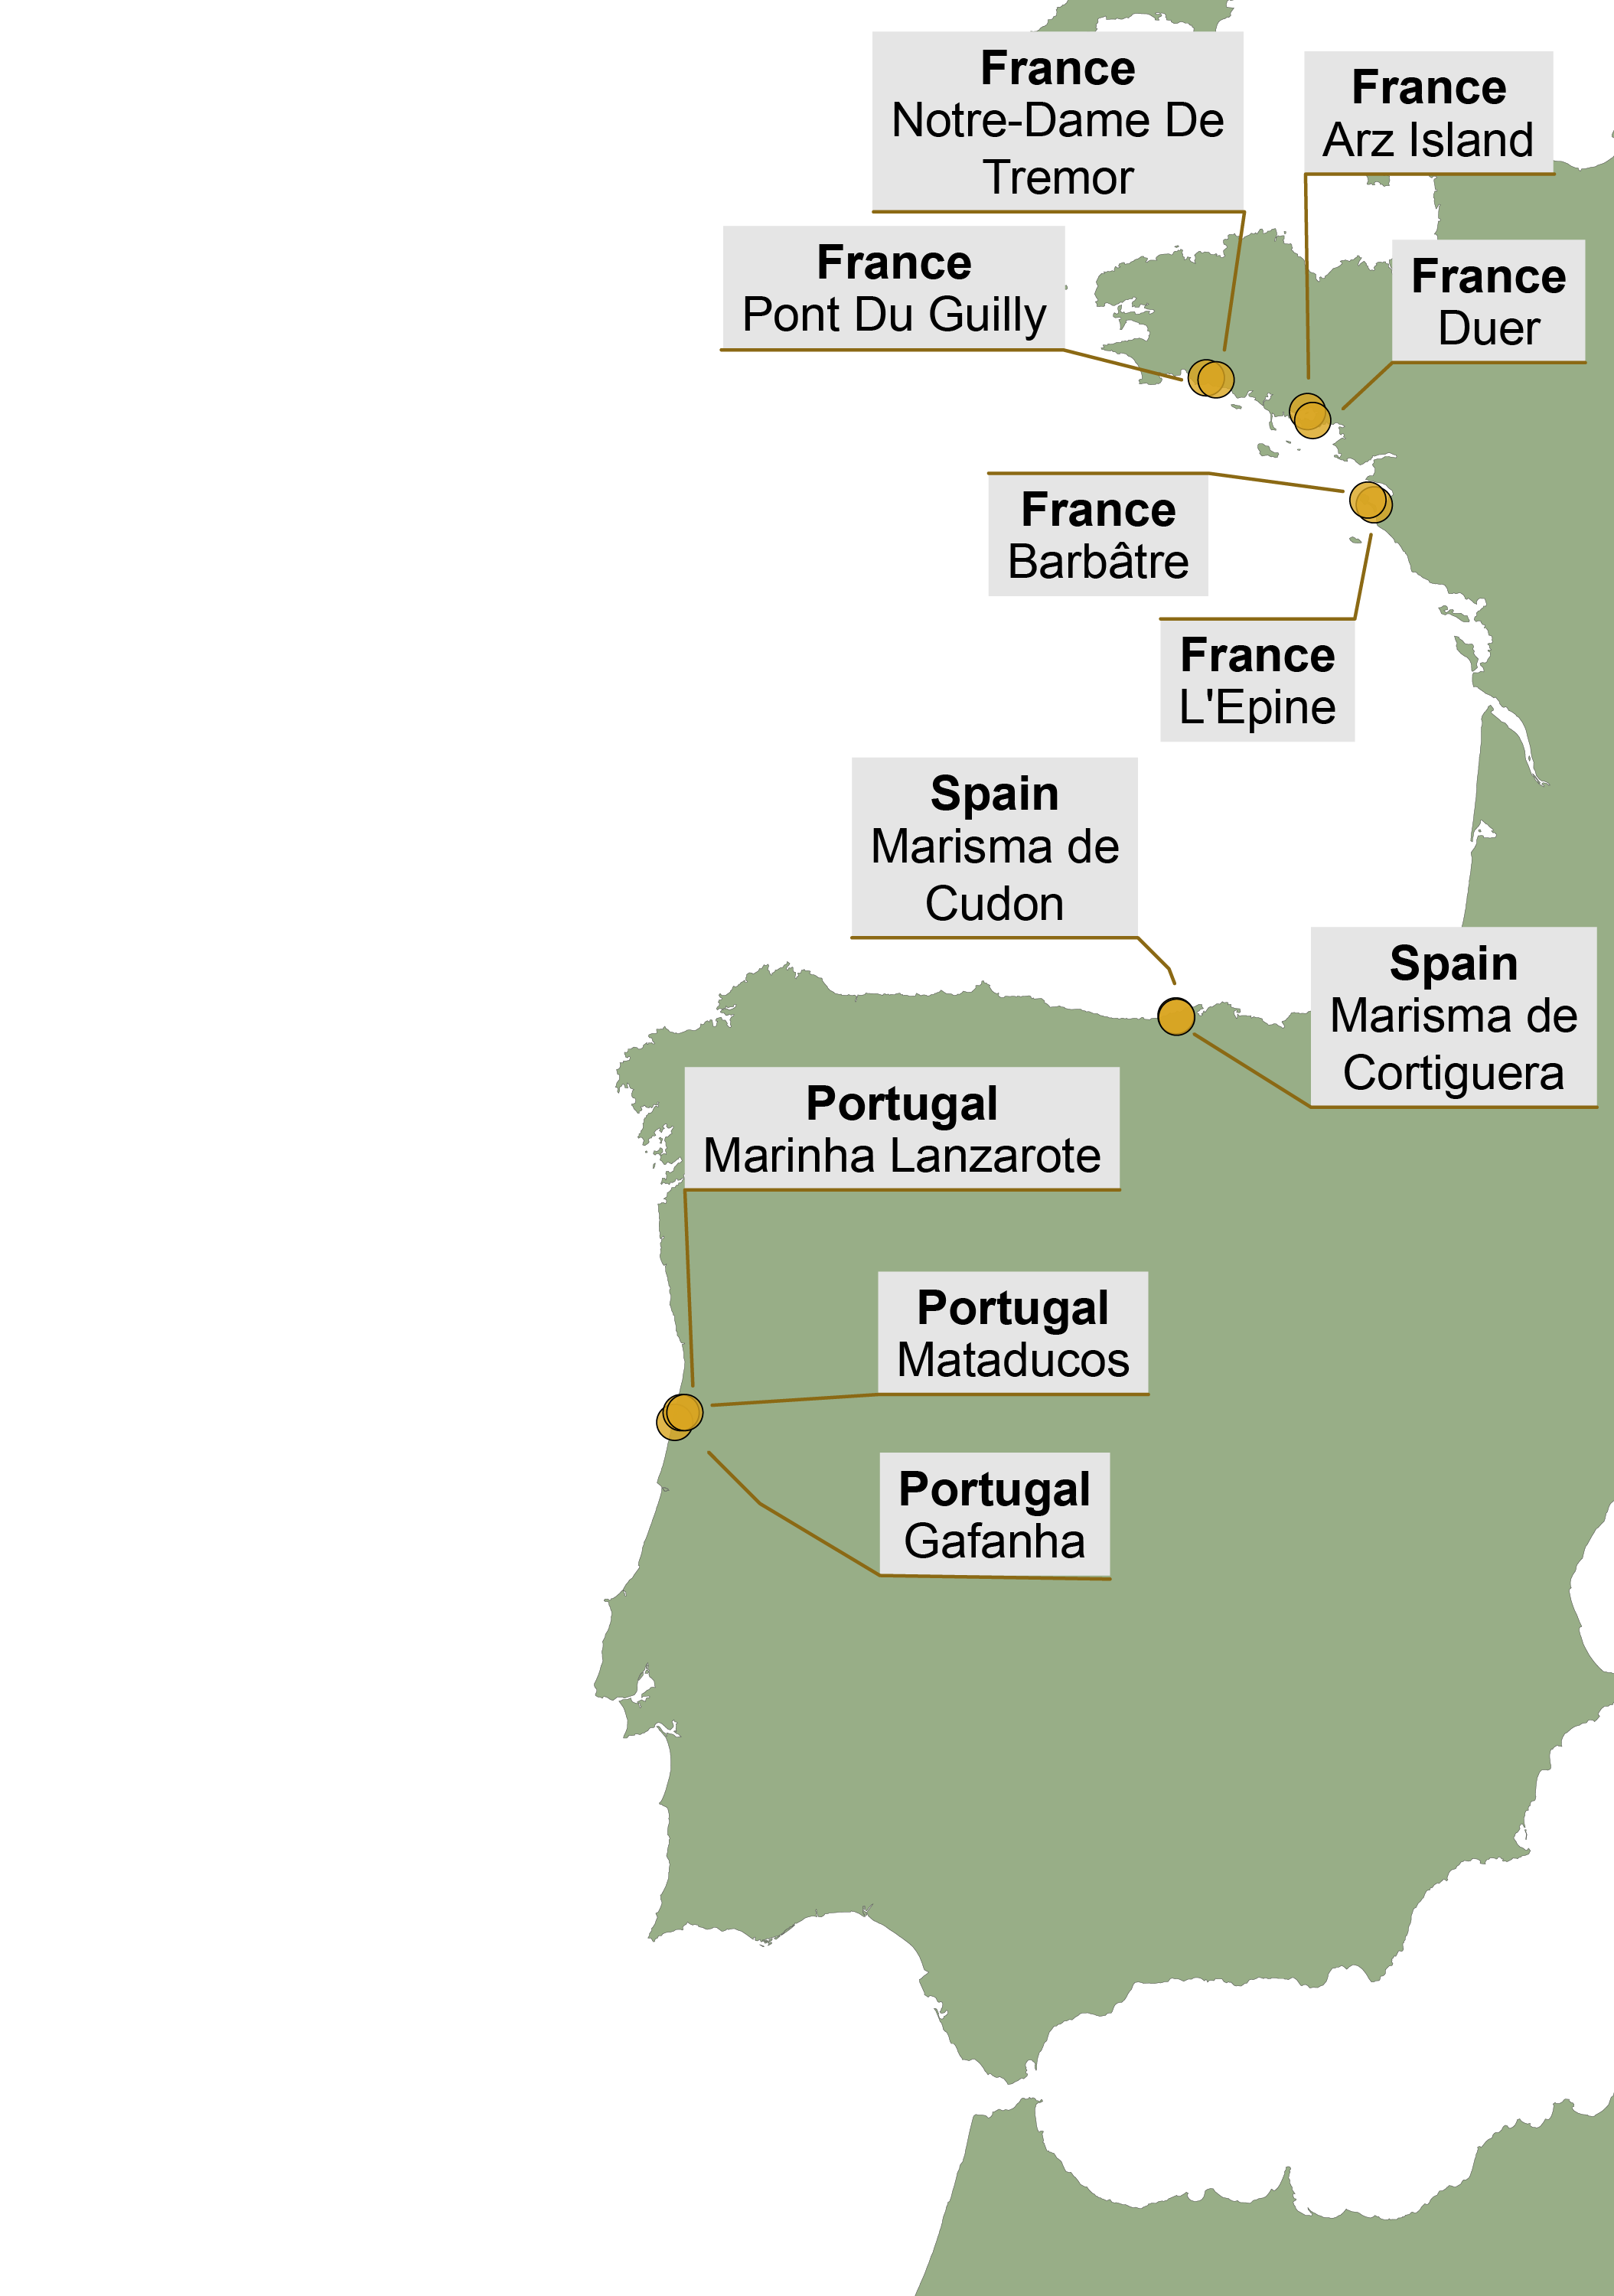 France
Notre-Dame De
Tremor
France
Arz Island
France
Pont Du Guilly
France
Duer
France
Barbâtre
France
L'Epine
Spain
Marisma de
Cudon
Spain
Marisma de
Cortiguera
Portugal
Marinha Lanzarote
Portugal
Mataducos
Portugal
Gafanha